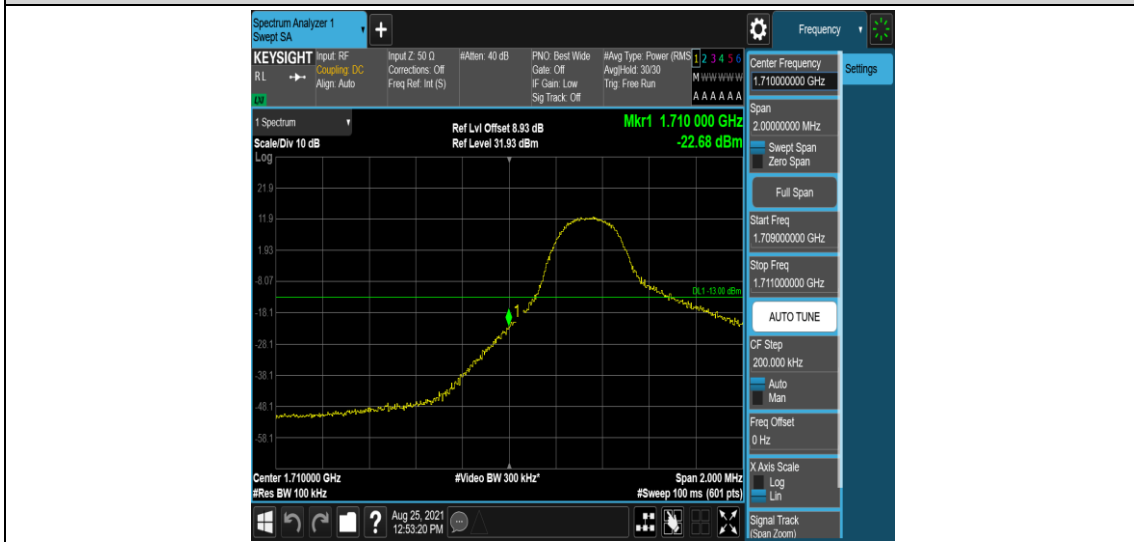 Spectrum Analyzer 1
Swept SA
Frequency
KEYSIGHT
RL
LXI
Input: RF
Coupling: DC
Align: Auto
Input Z: 50 Ω
Corrections: Off
Freq Ref: Int (S)
#Atten: 40 dB
PNO: Best Wide
Gate: Off
IF Gain: Low
Sig Track: Off
#Avg Type: Power (RMS
Avg|Hold: 30/30
Trig: Free Run
1 2 3 4 5 6
M W W W W W
A A A A A A
1 Spectrum
Scale/Div 10 dB
Log
Ref Lvl Offset 8.93 dB
Ref Level 31.93 dBm
Mkr1 1.710 000 GHz
-22.68 dBm
21.9
11.9
1.93
-8.07
-18.1
-28.1
-38.1
-48.1
-58.1
DL1 -13.00 dBm
1
Center 1.710000 GHz
#Res BW 100 kHz
#Video BW 300 kHz*
Span 2.000 MHz
#Sweep 100 ms (601 pts)
Center Frequency
1.710000000 GHz
Settings
Span
2.00000000 MHz
Swept Span
Zero Span
Full Span
Start Freq
1.709000000 GHz
Stop Freq
1.711000000 GHz
AUTO TUNE
CF Step
200.000 kHz
Auto
Man
Freq Offset
0 Hz
X Axis Scale
Log
Lin
Signal Track
(Span Zoom)
?
Aug 25, 2021
12:53:20 PM